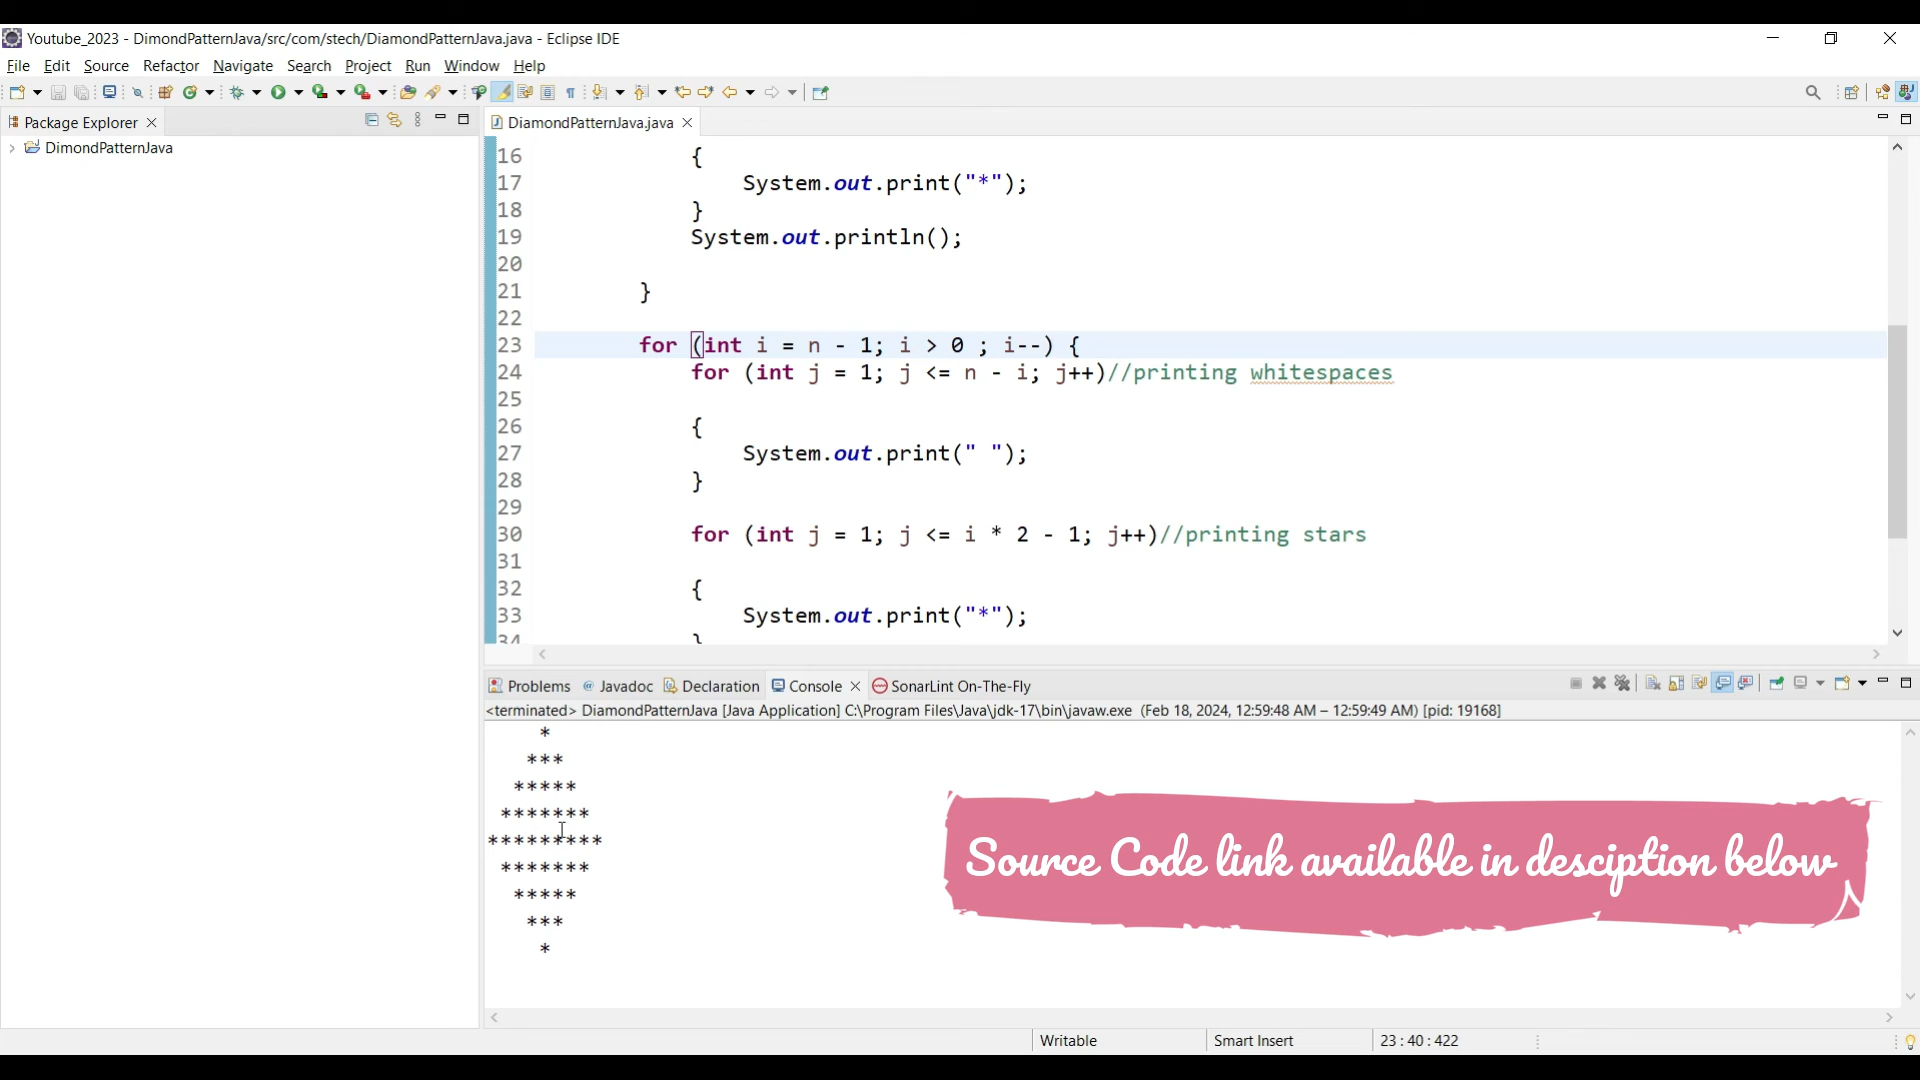 Youtube_2023 - DimondPatternJava/src/com/stech/DiamondPatternJava.java - Eclipse IDE
File Edit Source Refactor Navigate Search Project Run Window Help
Package Explorer
DimondPatternJava
DiamondPatternJava.java
16 {
17 System.out.print("*");
18 }
19 System.out.println();
20
21 }
22
23 for (int i = n - 1; i > 0 ; i--) {
24 for (int j = 1; j <= n - i; j++)//printing whitespaces
25
26 {
27 System.out.print(" ");
28 }
29
30 for (int j = 1; j <= i * 2 - 1; j++)//printing stars
31
32 {
33 System.out.print("*");
34 }
Problems Javadoc Declaration Console SonarLint On-The-Fly
<terminated> DiamondPatternJava [Java Application] C:\Program Files\Java\jdk-17\bin\javaw.exe (Feb 18, 2024, 12:59:48 AM – 12:59:49 AM) [pid: 19168]
*
***
*****
*******
*********
*******
*****
***
*
Source Code link available in desciption below
Writable Smart Insert 23 : 40 : 422